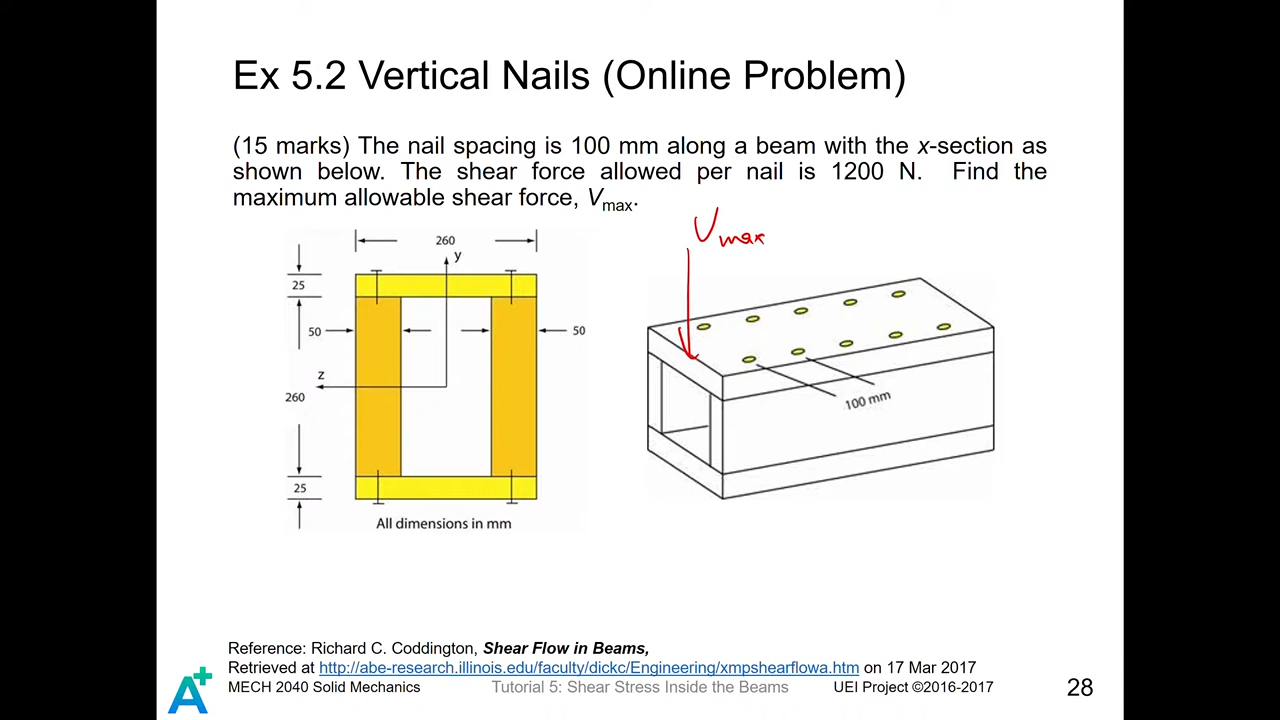 Ex 5.2 Vertical Nails (Online Problem)
(15 marks) The nail spacing is 100 mm along a beam with the x-section as
shown below. The shear force allowed per nail is 1200 N. Find the
maximum allowable shear force, Vmax.
Vmax
260
y
25
50
50
z
260
100 mm
25
All dimensions in mm
Reference: Richard C. Coddington, Shear Flow in Beams,
Retrieved at http://abe-research.illinois.edu/faculty/dickc/Engineering/xmpshearflowa.htm on 17 Mar 2017
A+
MECH 2040 Solid Mechanics
Tutorial 5: Shear Stress Inside the Beams
UEI Project ©2016-2017
28